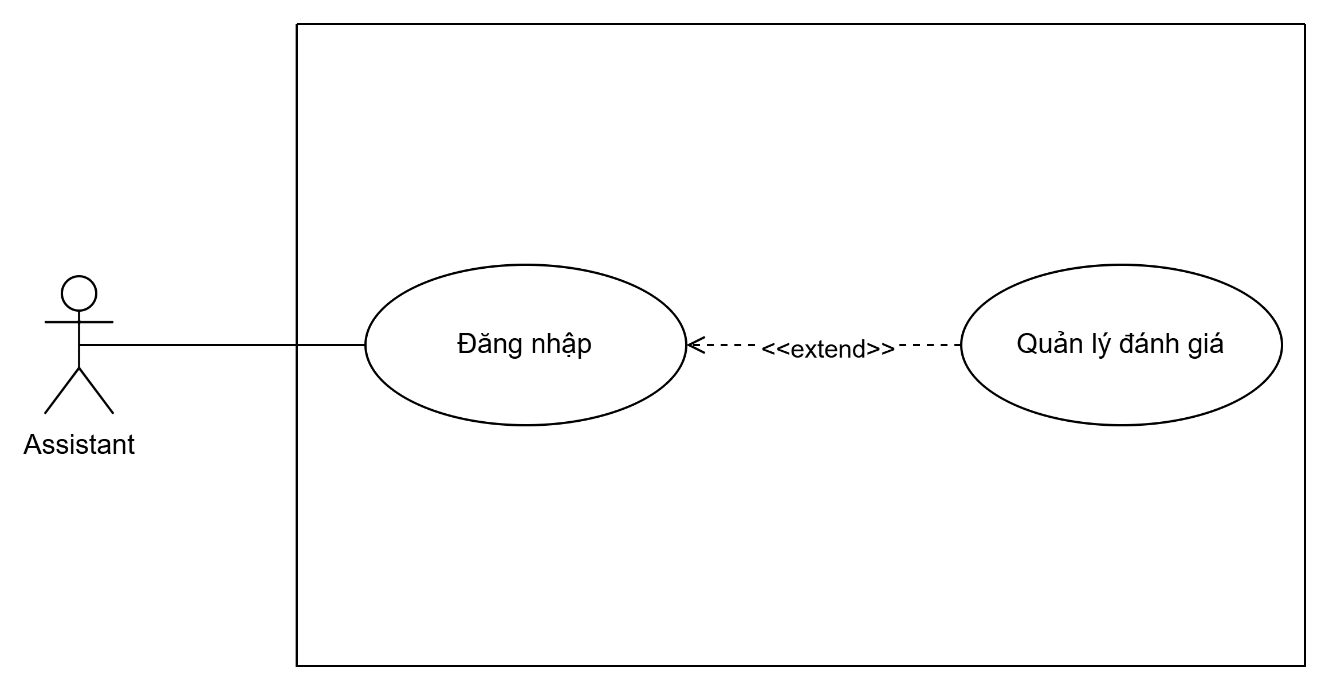 Đăng nhập
<<extend>>
Quản lý đánh giá
Assistant